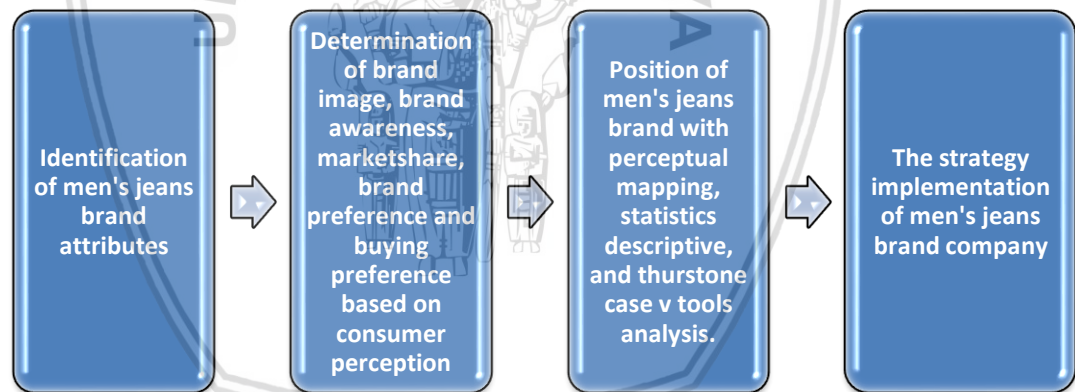 Identification
of men's jeans
brand
attributes
Determination
of brand
image, brand
awareness,
marketshare,
brand
preference and
buying
preference
based on
consumer
perception
Position of
men's jeans
brand with
perceptual
mapping,
statistics
descriptive,
and thurstone
case v tools
analysis.
The strategy
implementation
of men's jeans
brand company